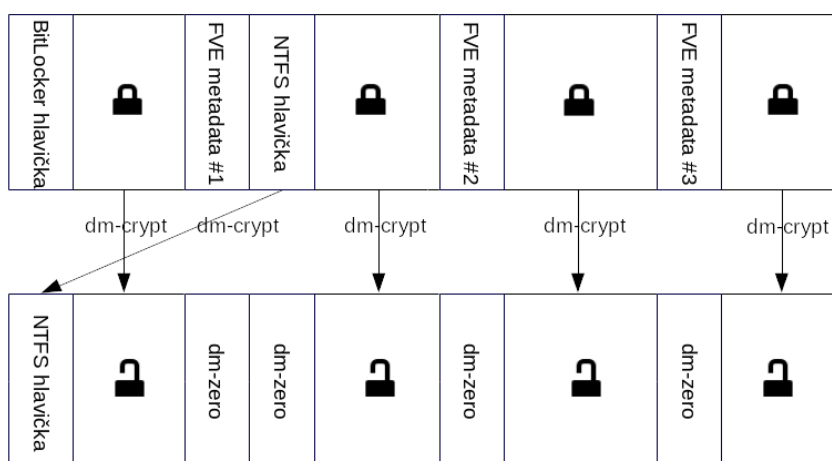 BitLocker hlavička
FVE metadata #1
NTFS hlavička
FVE metadata #2
FVE metadata #3
dm-crypt
dm-crypt
dm-crypt
dm-crypt
dm-crypt
NTFS hlavička
dm-zero
dm-zero
dm-zero
dm-zero